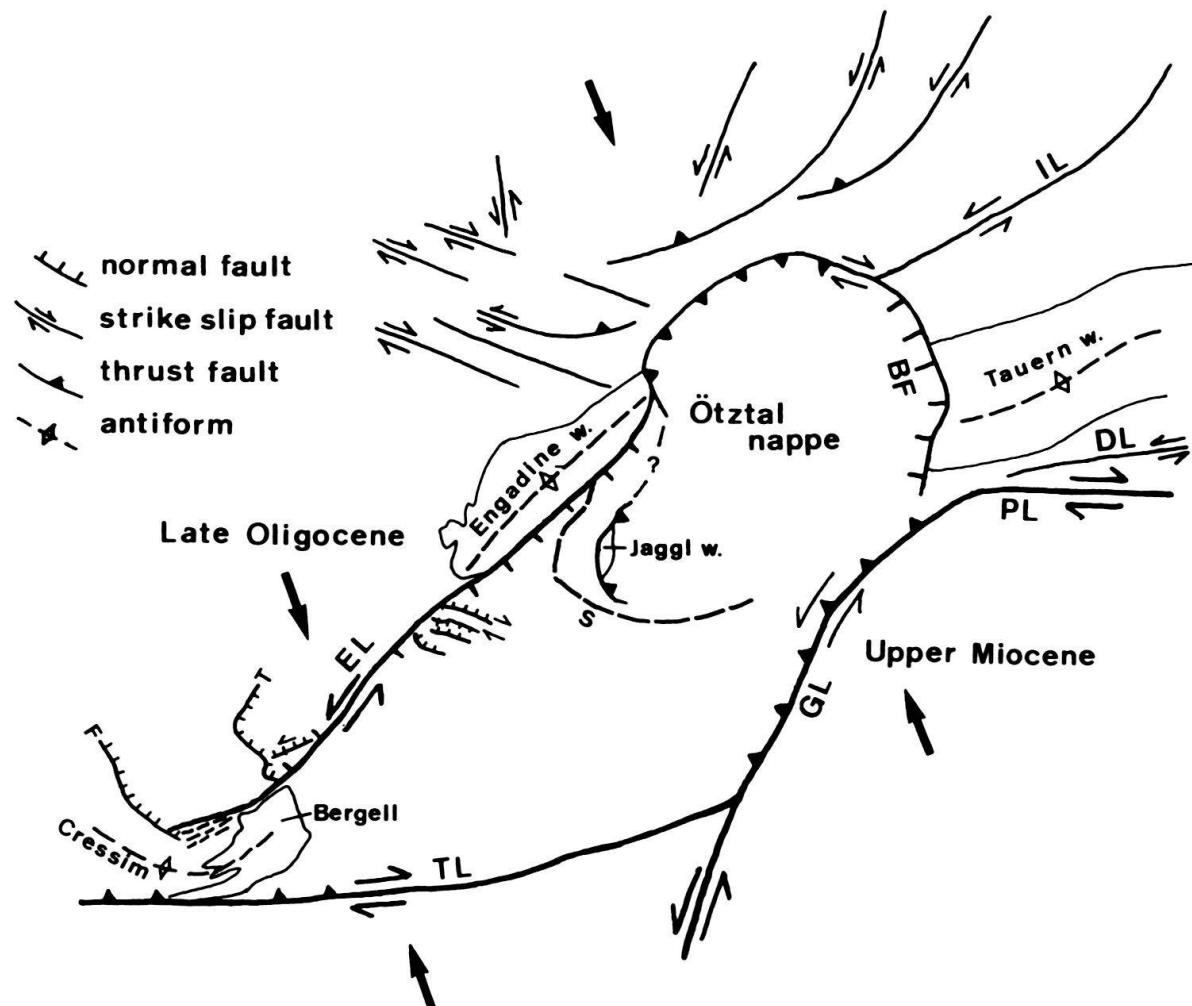 IL
normal fault
strike slip fault
thrust fault
antiform
Tauern w.
BF
Ötztal
nappe
Engadine w.
?
DL
PL
Late Oligocene
Jaggl w.
S
EL
Upper Miocene
T
GL
F
Bergell
Cressim
TL